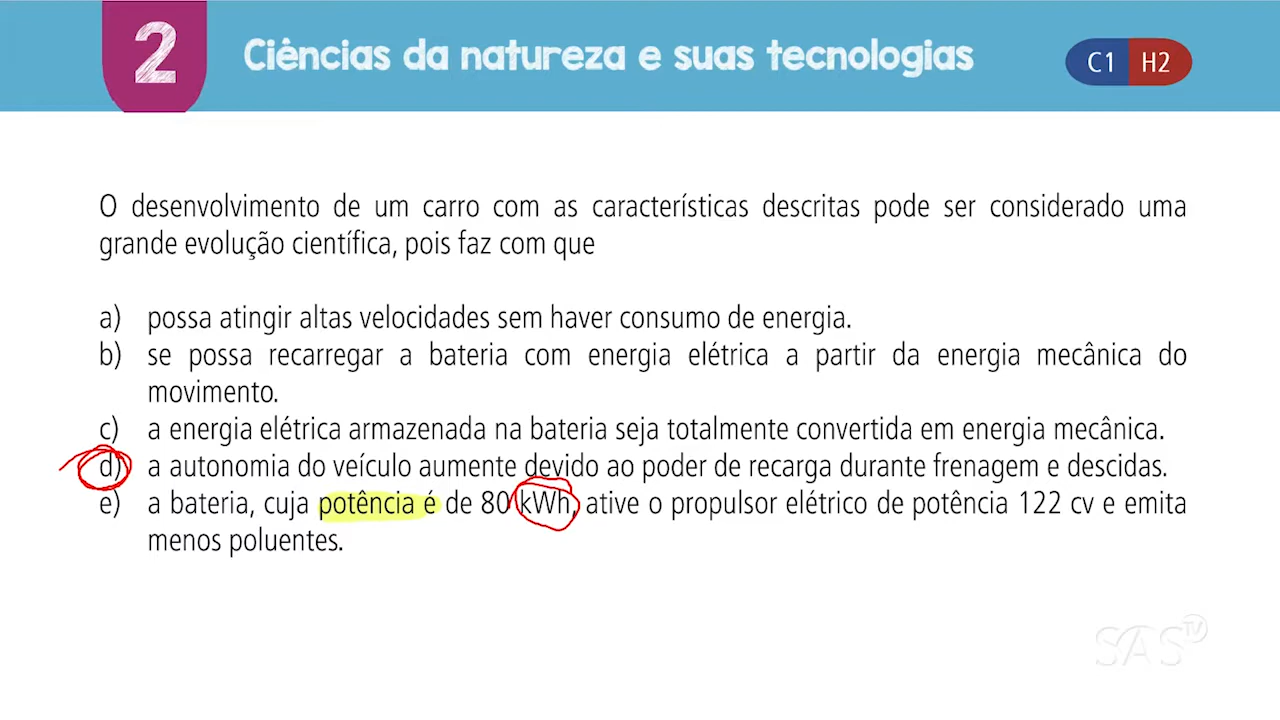 2
Ciências da natureza e suas tecnologias
C1 H2
O desenvolvimento de um carro com as características descritas pode ser considerado uma
grande evolução científica, pois faz com que
a) possa atingir altas velocidades sem haver consumo de energia.
b) se possa recarregar a bateria com energia elétrica a partir da energia mecânica do
movimento.
c) a energia elétrica armazenada na bateria seja totalmente convertida em energia mecânica.
d) a autonomia do veículo aumente devido ao poder de recarga durante frenagem e descidas.
e) a bateria, cuja potência é de 80 kWh, ative o propulsor elétrico de potência 122 cv e emita
menos poluentes.
SAS TV